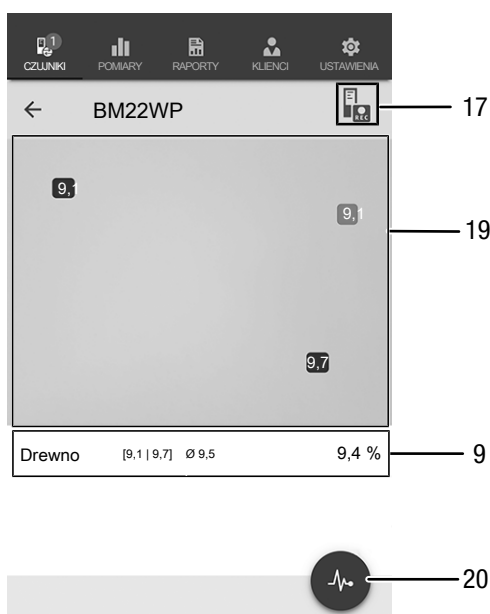 1
CZUJNIKI POMIARY RAPORTY KLIENCI USTAWIENIA
BM22WP
REC
17
9,1
9,1
19
9,7
Drewno [9,1 | 9,7] Ø 9,5 9,4 %
9
20